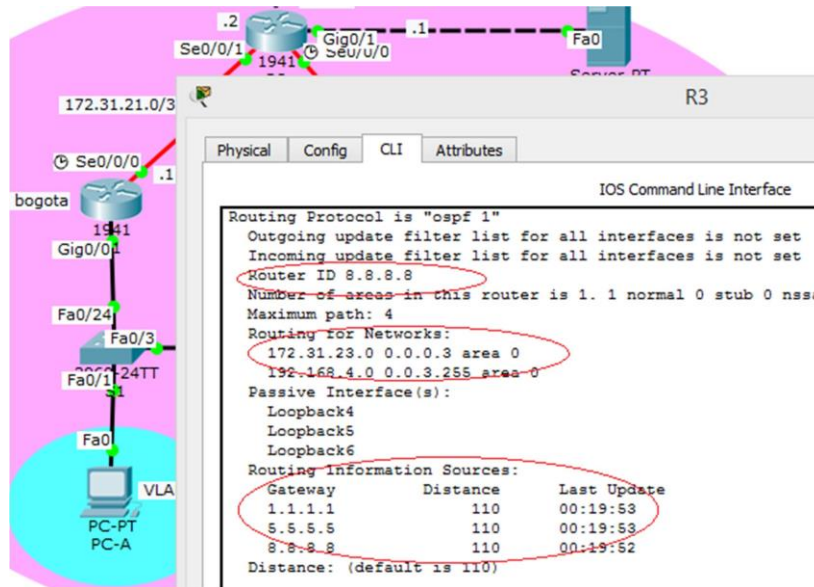 .2
Gig0/1
.1
Fa0
Se0/0/1
1941
Se0/0/0
172.31.21.0/3
R3
Physical
Config
CLI
Attributes
Se0/0/0
.1
IOS Command Line Interface
bogota
1941
Gig0/0
Fa0/24
Fa0/3
24TT
Fa0/1
Fa0
VLA
PC-PT
PC-A
Routing Protocol is "ospf 1"
Outgoing update filter list for all interfaces is not set
Incoming update filter list for all interfaces is not set
Router ID 8.8.8.8
Number of areas in this router is 1. 1 normal 0 stub 0 nssa
Maximum path: 4
Routing for Networks:
172.31.23.0 0.0.0.3 area 0
192.168.4.0 0.0.3.255 area 0
Passive Interface(s):
Loopback4
Loopback5
Loopback6
Routing Information Sources:
Gateway Distance Last Update
1.1.1.1 110 00:19:53
5.5.5.5 110 00:19:53
8.8.8.8 110 00:19:52
Distance: (default is 110)